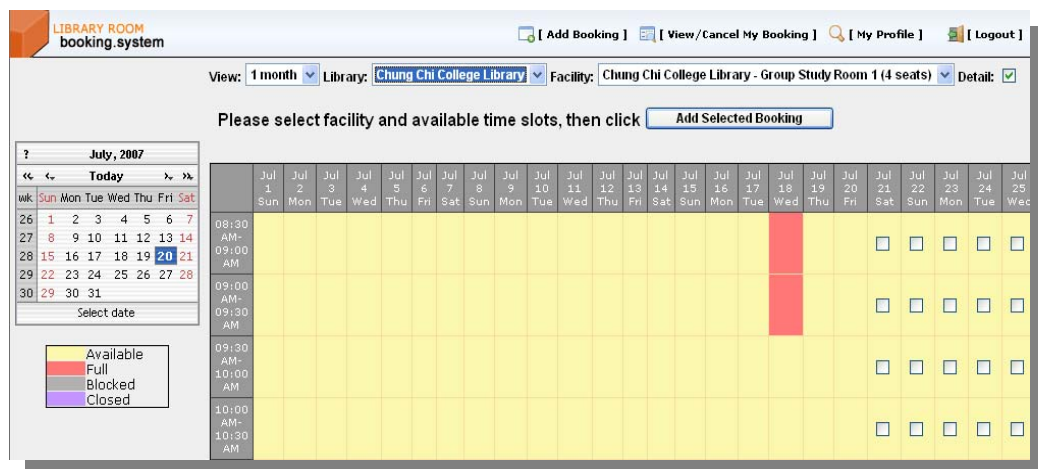 LIBRARY ROOM
booking.system
[ Add Booking ] [ View/Cancel My Booking ] [ My Profile ] [ Logout ]
View: 1 month Library: Chung Chi College Library Facility: Chung Chi College Library - Group Study Room 1 (4 seats) Detail:
Please select facility and available time slots, then click Add Selected Booking
? July, 2007
Today
wk Sun Mon Tue Wed Thu Fri Sat
26 1 2 3 4 5 6 7
27 8 9 10 11 12 13 14
28 15 16 17 18 19 20 21
29 22 23 24 25 26 27 28
30 29 30 31
Select date
Available
Full
Blocked
Closed
Jul Jul Jul Jul Jul Jul Jul Jul Jul Jul Jul Jul Jul Jul Jul Jul Jul Jul Jul Jul Jul Jul Jul Jul Jul
1 2 3 4 5 6 7 8 9 10 11 12 13 14 15 16 17 18 19 20 21 22 23 24 25
Sun Mon Tue Wed Thu Fri Sat Sun Mon Tue Wed Thu Fri Sat Sun Mon Tue Wed Thu Fri Sat Sun Mon Tue Wed
08:30
AM-
09:00
AM
09:00
AM-
09:30
AM
09:30
AM-
10:00
AM
10:00
AM-
10:30
AM